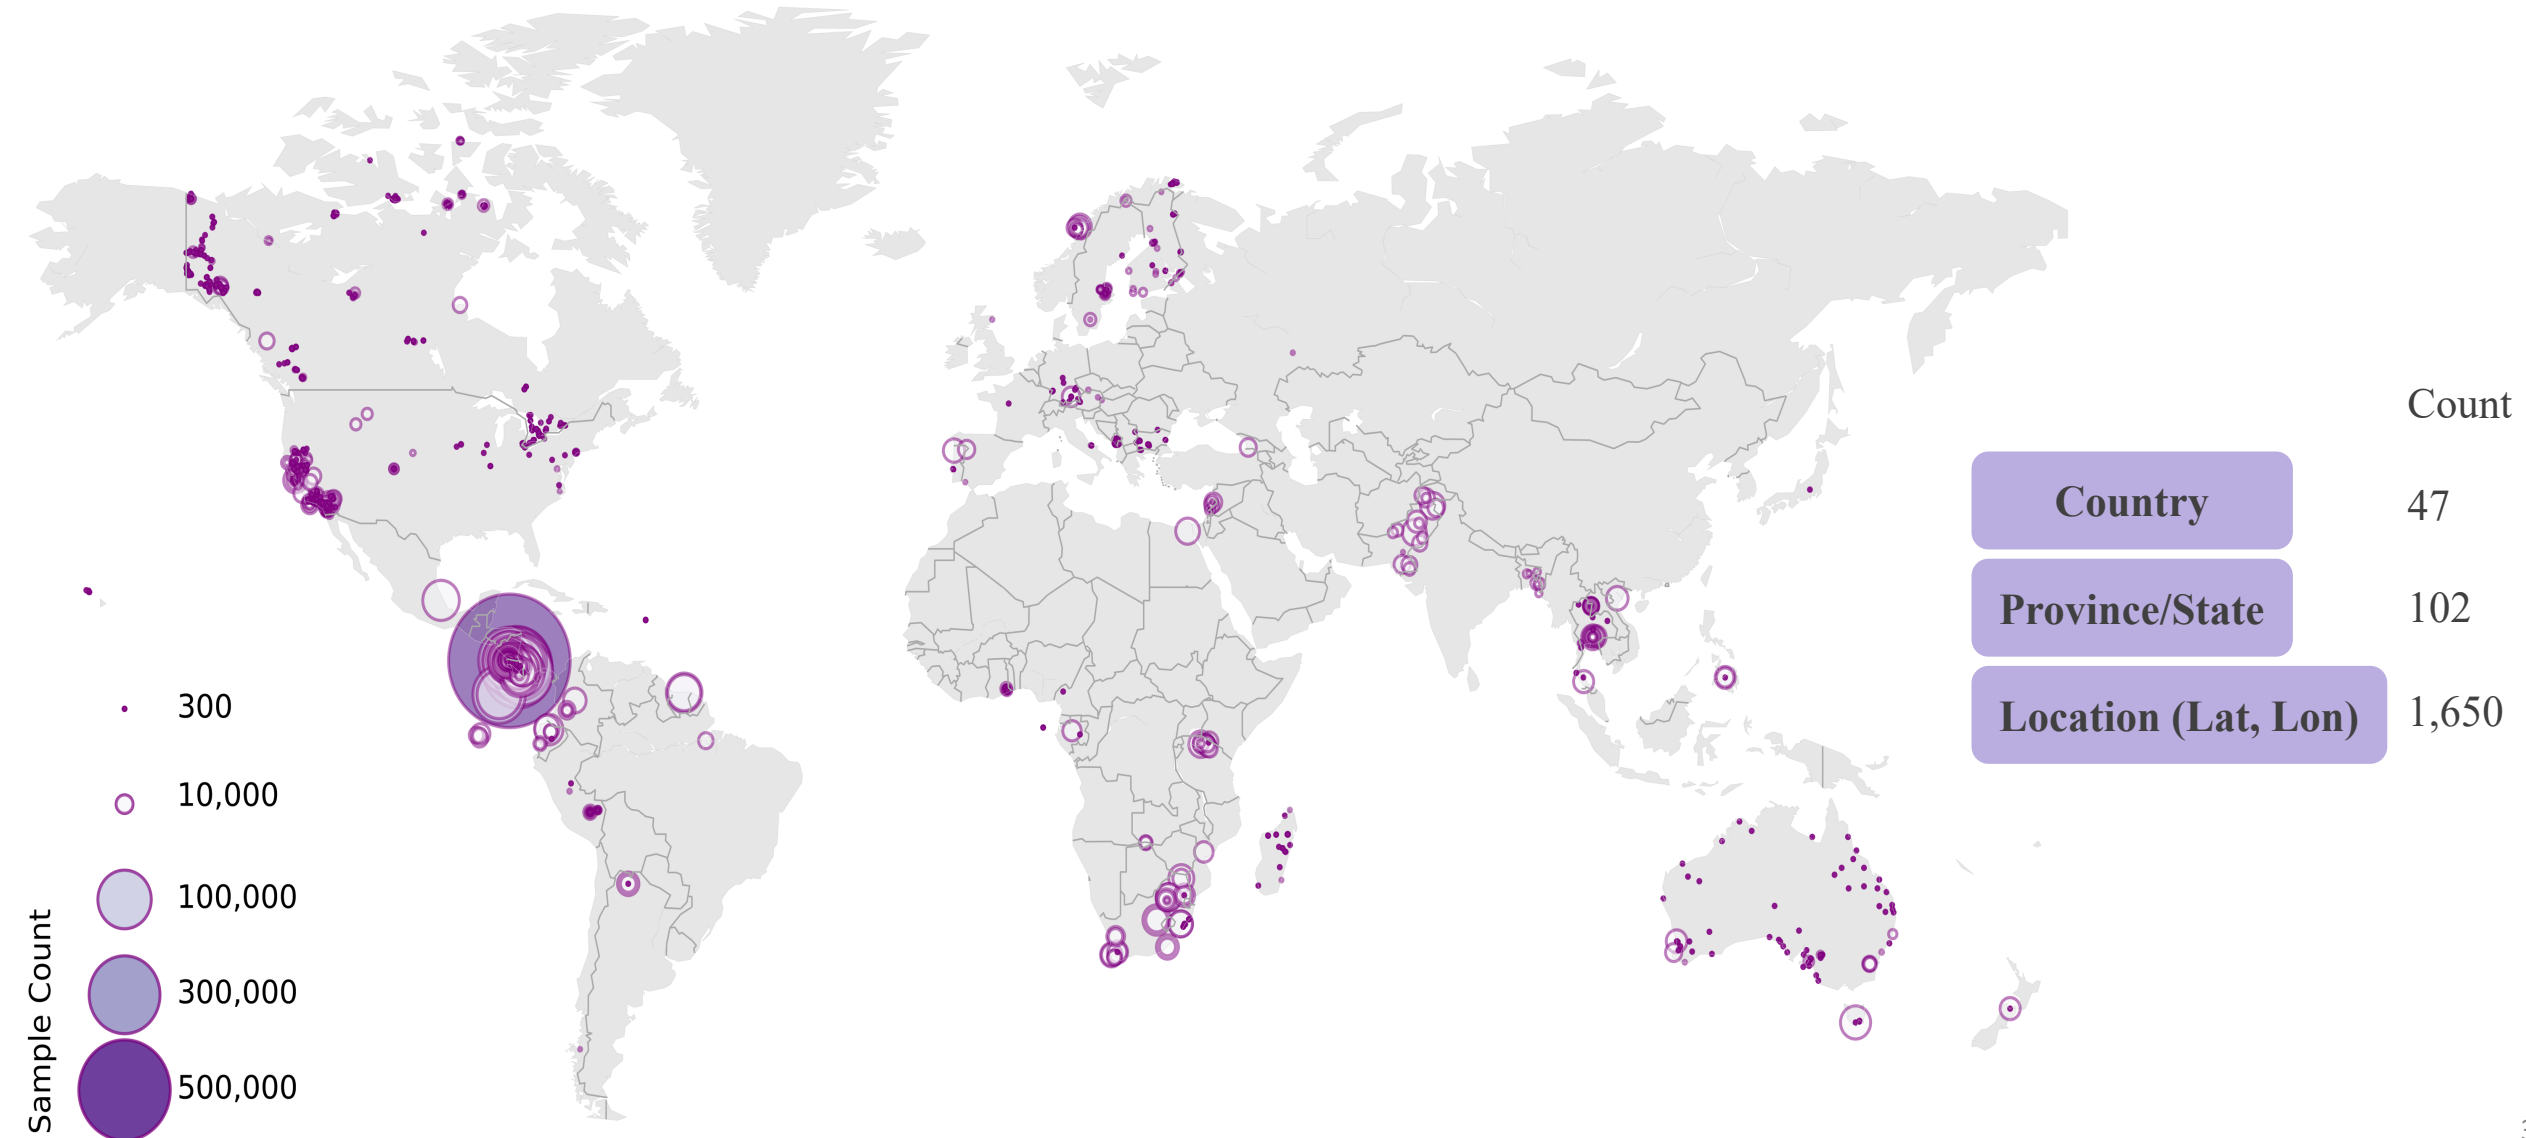 Count
Country 47
Province/State 102
Location (Lat, Lon) 1,650
300
10,000
100,000
300,000
500,000
Sample Count